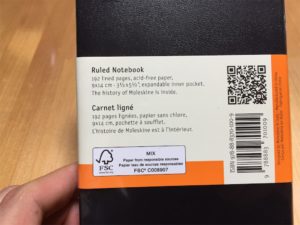 Ruled Notebook
192 lined pages, acid-free paper,
9x14 cm - 3½x5½", expandable inner pocket.
The history of Moleskine is inside.
Carnet ligné
192 pages lignées, papier sans chlore,
9x14 cm, pochette à soufflet.
L'histoire de Moleskine est à l'intérieur.
FSC
MIX
Paper from responsible sources
Papier issu de sources responsables
FSC® C008907